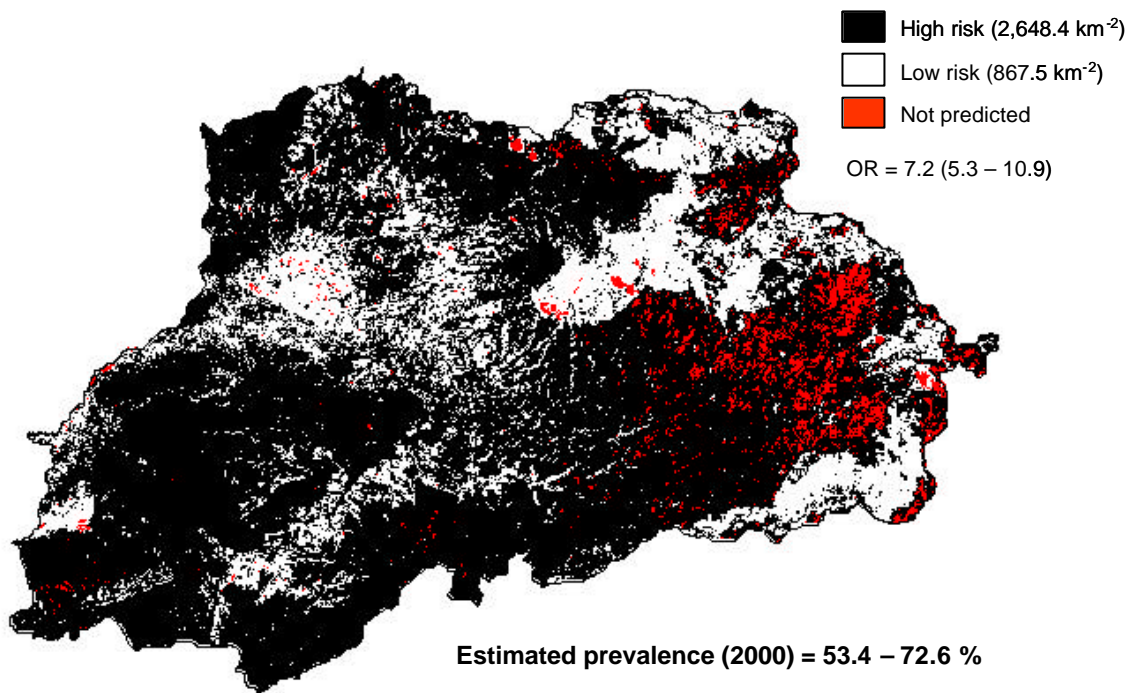 High risk (2,648.4 km⁻²)
Low risk (867.5 km⁻²)
Not predicted
OR = 7.2 (5.3 – 10.9)
Estimated prevalence (2000) = 53.4 – 72.6 %